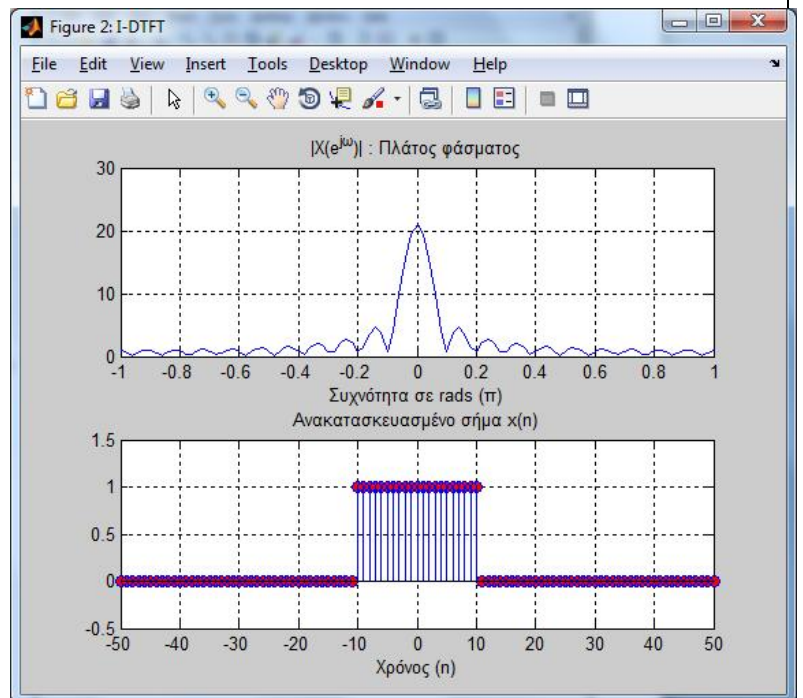 Figure 2: I-DTFT
File Edit View Insert Tools Desktop Window Help
|X(e^jω)| : Πλάτος φάσματος
30
20
10
0
-1 -0.8 -0.6 -0.4 -0.2 0 0.2 0.4 0.6 0.8 1
Συχνότητα σε rads (π)
Ανακατασκευασμένο σήμα x(n)
1.5
1
0.5
0
-0.5
-50 -40 -30 -20 -10 0 10 20 30 40 50
Χρόνος (n)